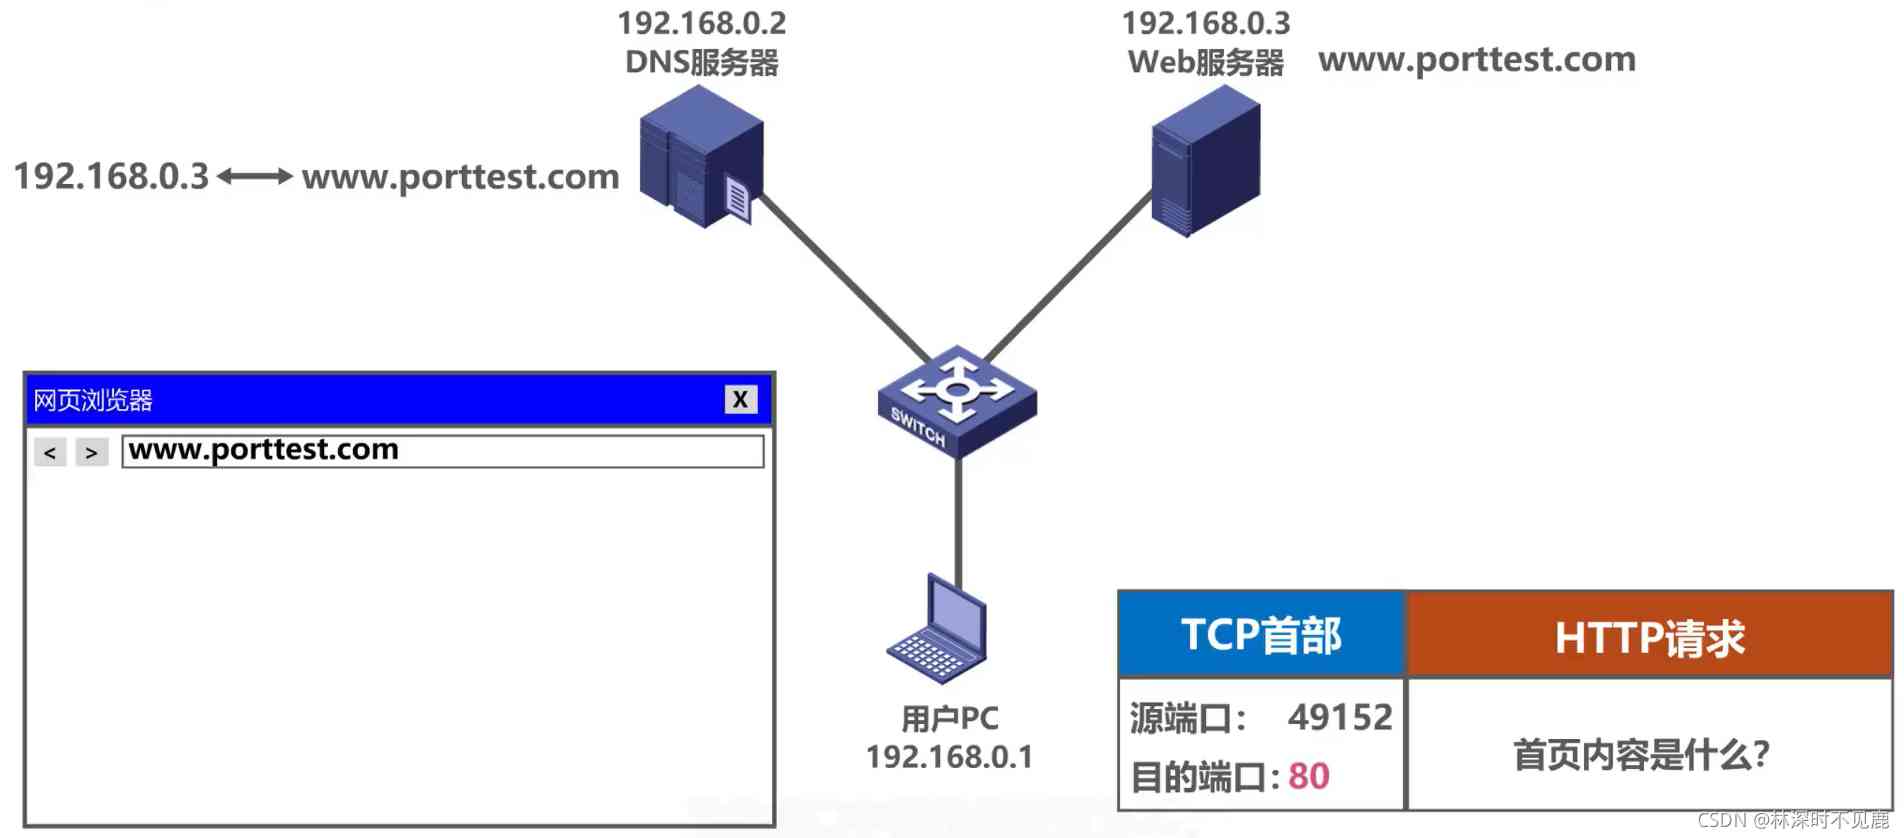 192.168.0.2
DNS服务器
192.168.0.3
Web服务器
www.porttest.com
192.168.0.3
www.porttest.com
SWITCH
网页浏览器
X
< >
www.porttest.com
用户PC
192.168.0.1
TCP首部
HTTP请求
源端口： 49152
目的端口：80
首页内容是什么？
CSDN @林深时不见鹿